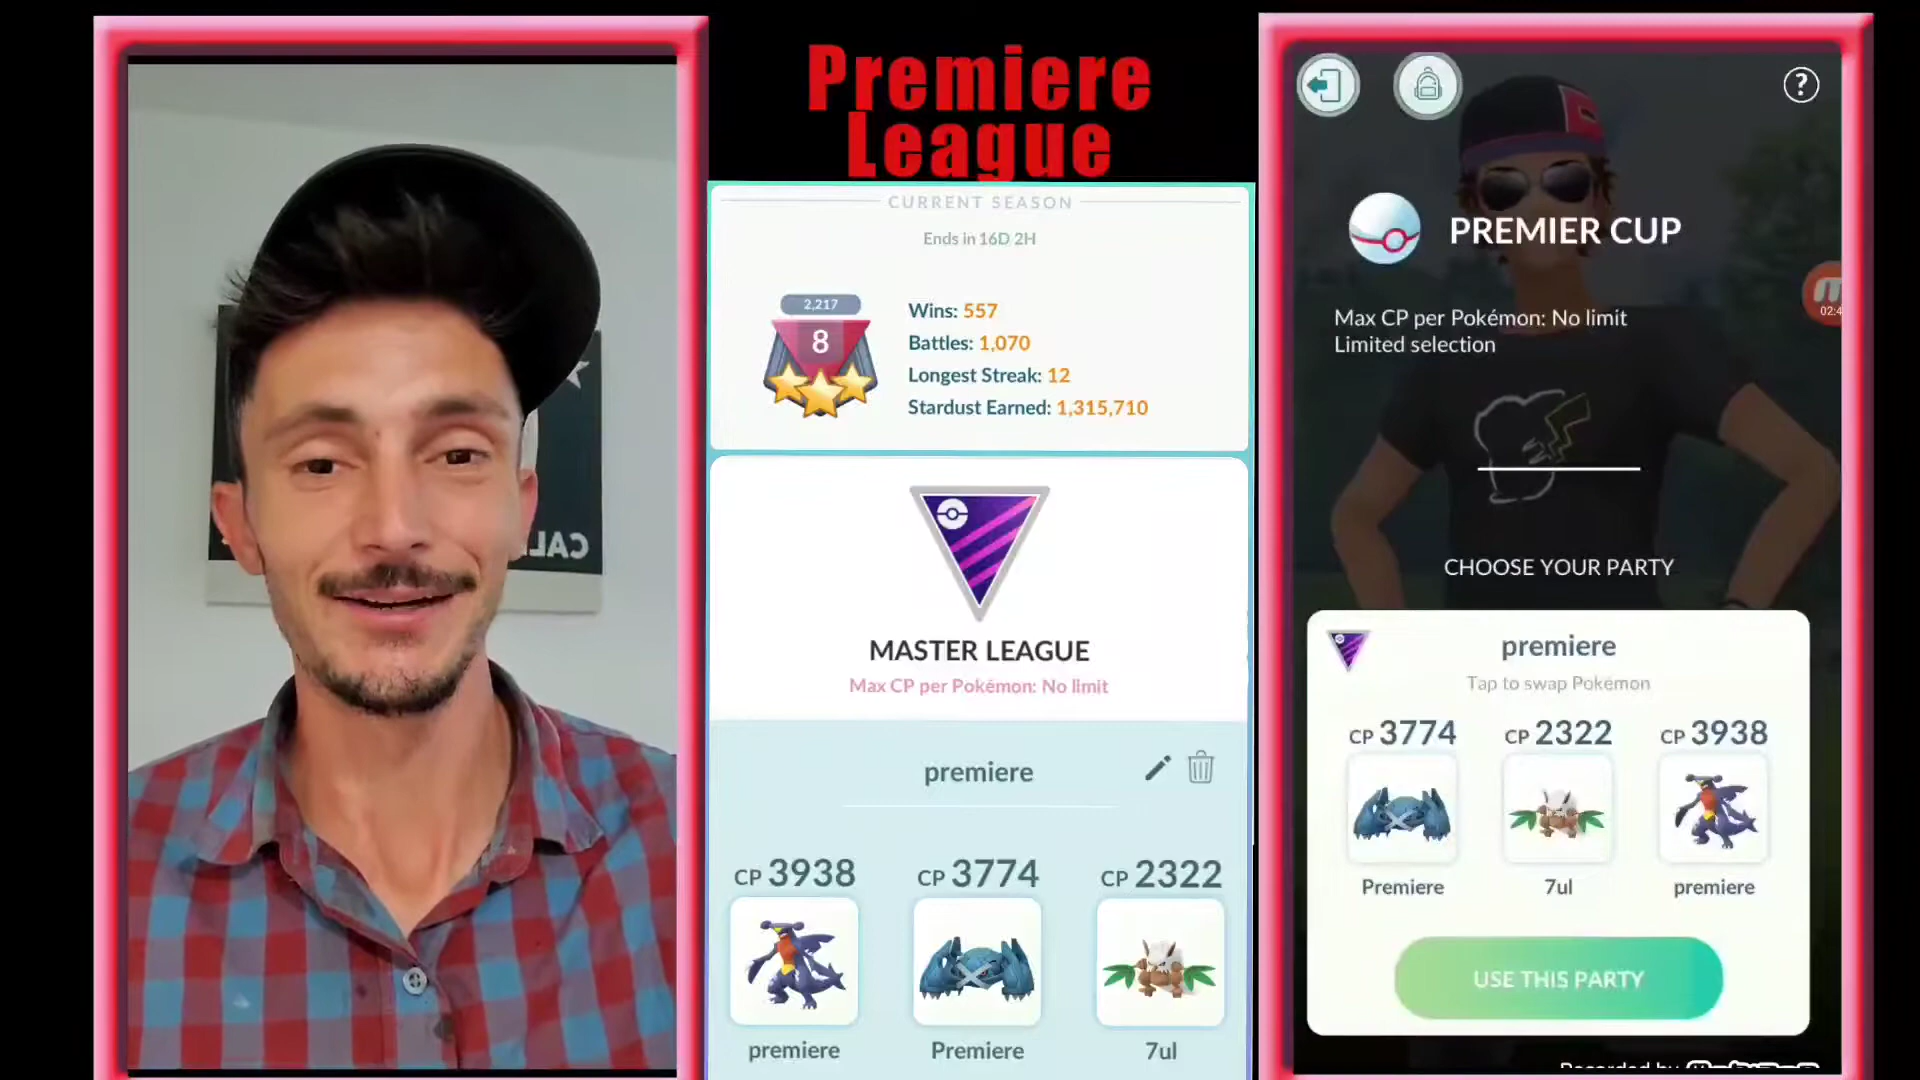 Premiere
League
CURRENT SEASON
Ends in 16D 2H
2,217
8
Wins: 557
Battles: 1,070
Longest Streak: 12
Stardust Earned: 1,315,710
MASTER LEAGUE
Max CP per Pokémon: No limit
premiere
CP 3938
CP 3774
CP 2322
premiere
Premiere
7ul
?
PREMIER CUP
Max CP per Pokémon: No limit
Limited selection
CHOOSE YOUR PARTY
premiere
Tap to swap Pokémon
CP 3774
CP 2322
CP 3938
Premiere
7ul
premiere
USE THIS PARTY
Recorded by